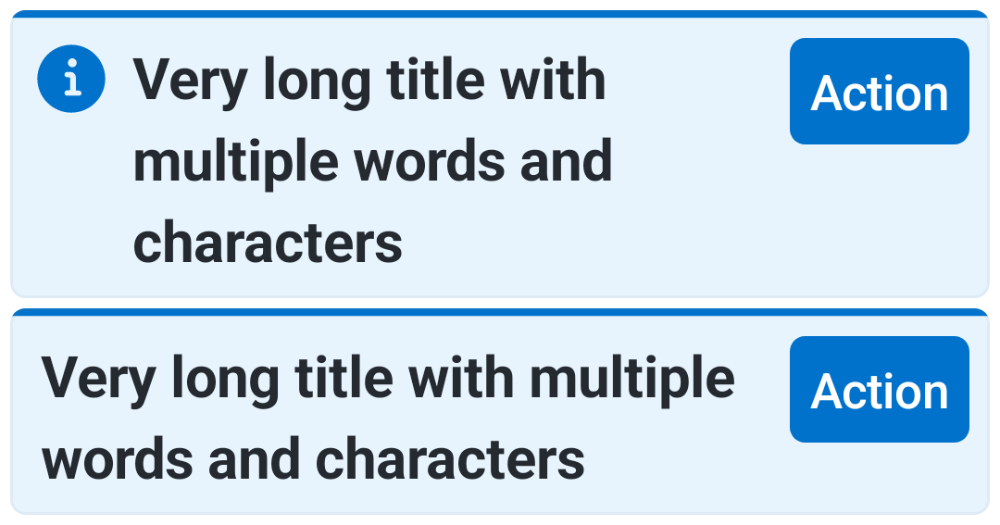 Very long title with
multiple words and
characters
Action
Very long title with multiple
words and characters
Action